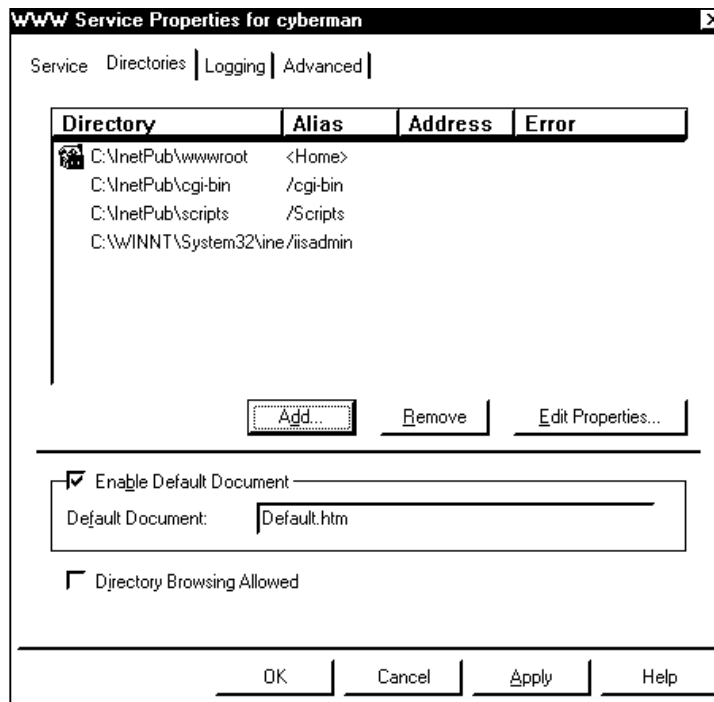 WWW Service Properties for cyberman
Service Directories Logging Advanced
Directory Alias Address Error
C:\InetPub\wwwroot <Home>
C:\InetPub\cgi-bin /cgi-bin
C:\InetPub\scripts /Scripts
C:\WINNT\System32\ine /iisadmin
Add... Remove Edit Properties...
Enable Default Document
Default Document: Default.htm
Directory Browsing Allowed
OK Cancel Apply Help